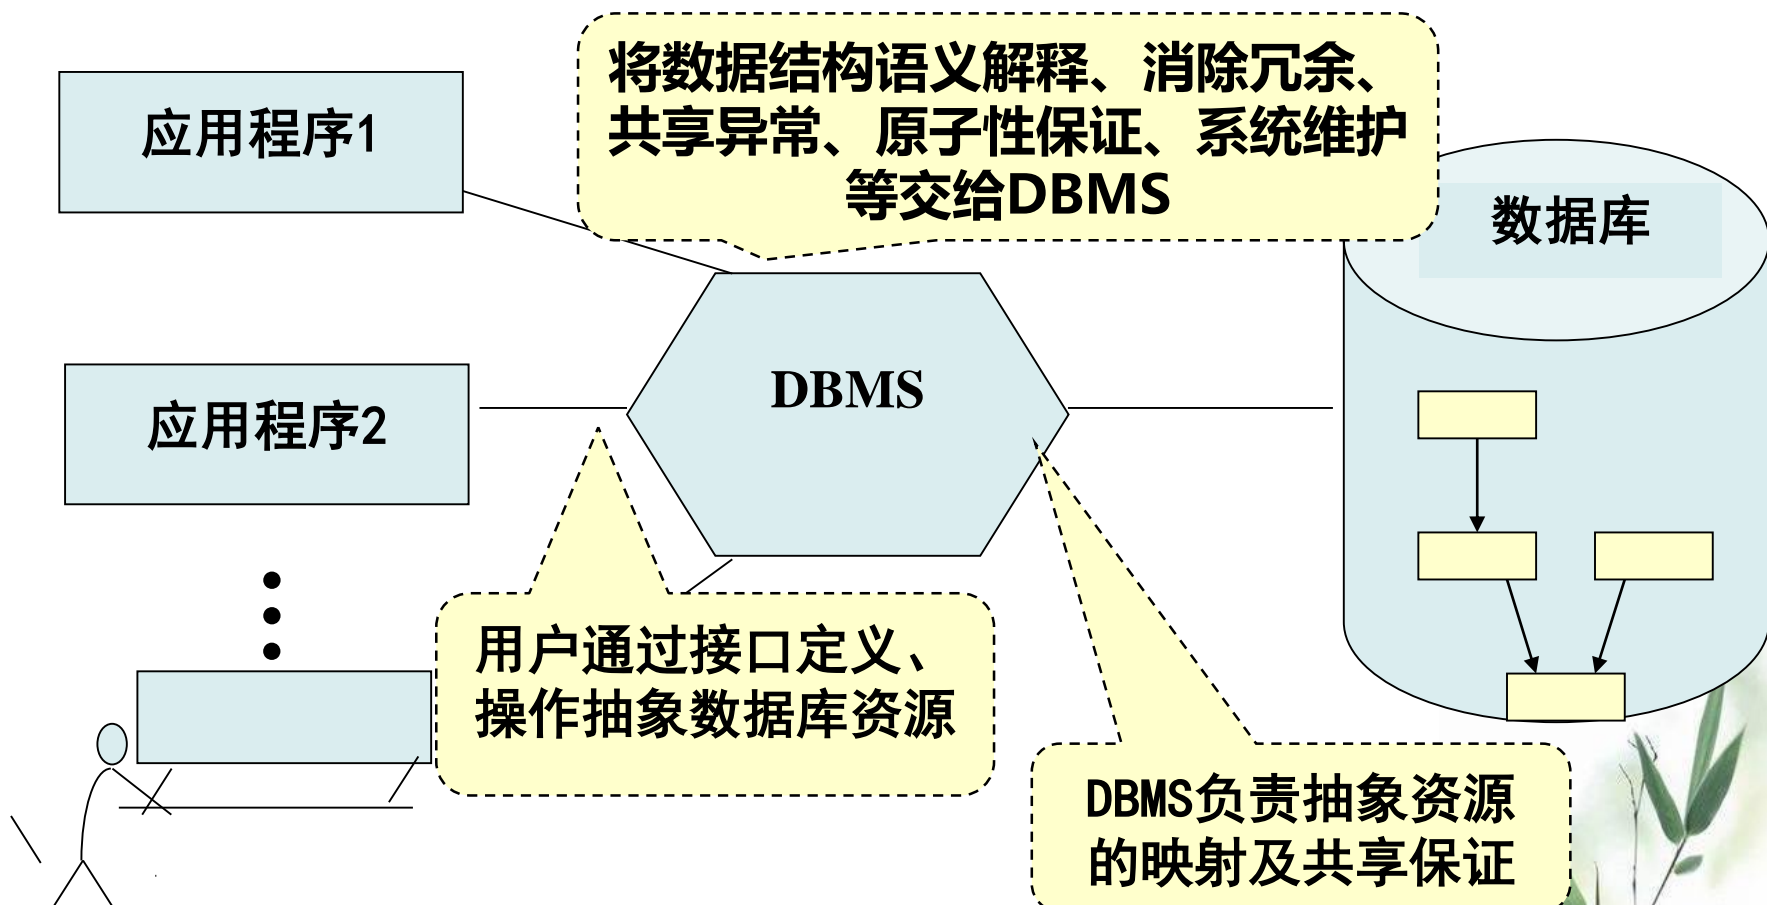 将数据结构语义解释、消除冗余、
共享异常、原子性保证、系统维护
等交给DBMS
应用程序1
数据库
DBMS
应用程序2
用户通过接口定义、
操作抽象数据库资源
DBMS负责抽象资源
的映射及共享保证